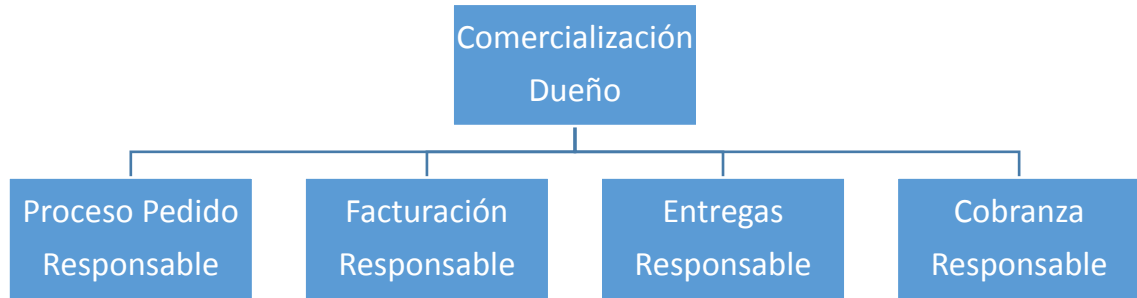 Comercialización
Dueño
Proceso Pedido
Responsable
Facturación
Responsable
Entregas
Responsable
Cobranza
Responsable